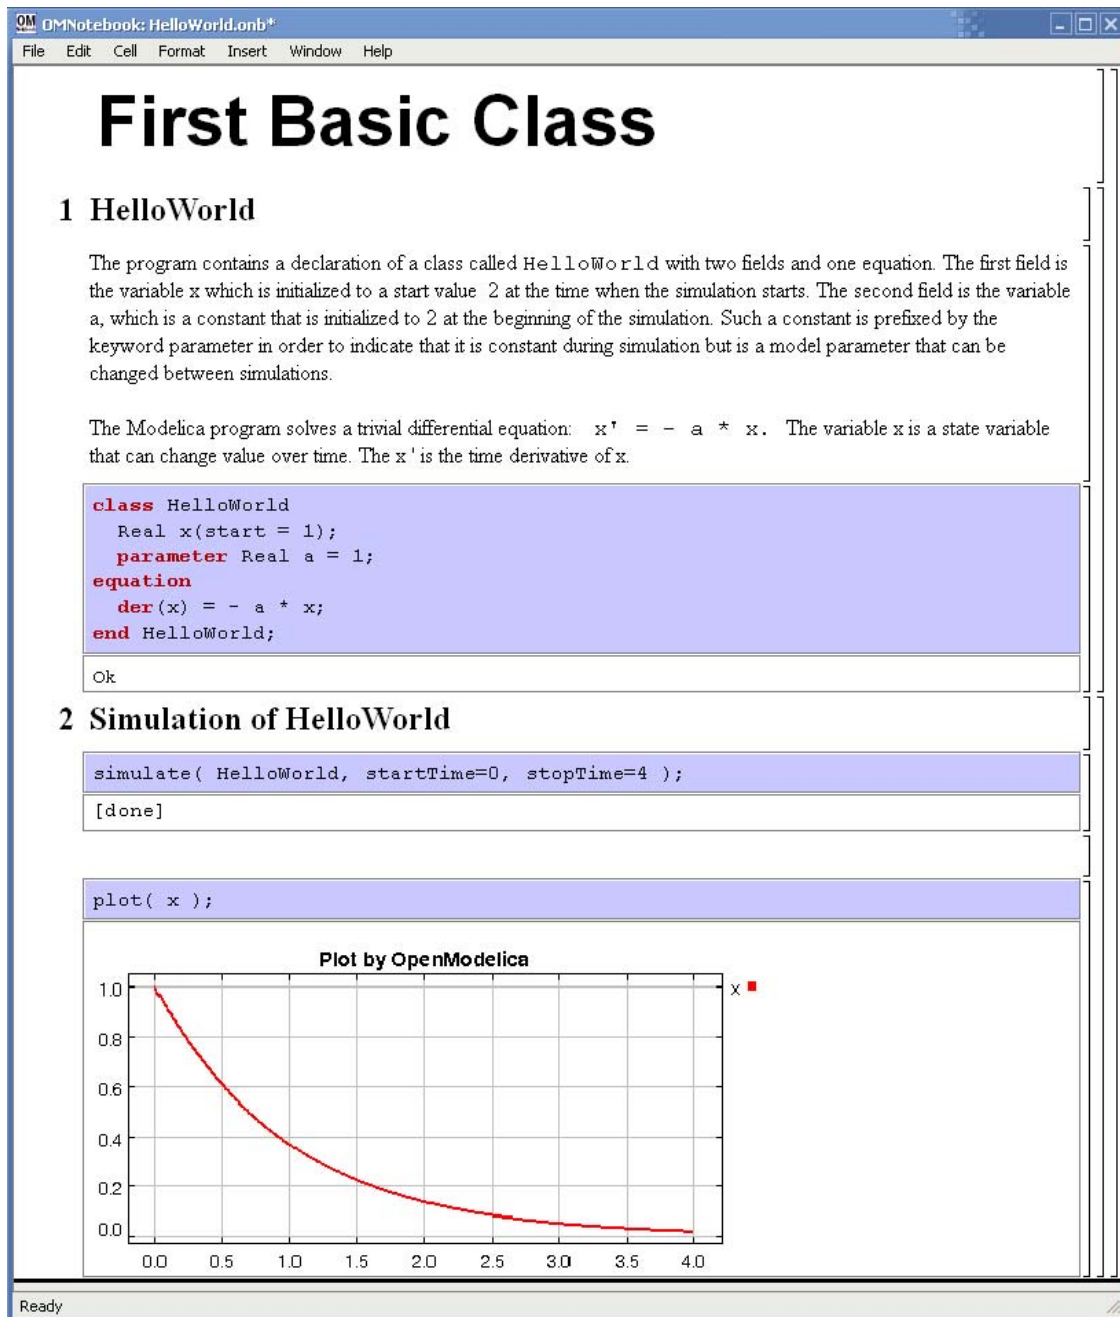 OMNotebook: HelloWorld.onb*
File Edit Cell Format Insert Window Help
First Basic Class
1 HelloWorld
The program contains a declaration of a class called HelloWorld with two fields and one equation. The first field is
the variable x which is initialized to a start value 2 at the time when the simulation starts. The second field is the variable
a, which is a constant that is initialized to 2 at the beginning of the simulation. Such a constant is prefixed by the
keyword parameter in order to indicate that it is constant during simulation but is a model parameter that can be
changed between simulations.
The Modelica program solves a trivial differential equation: x' = - a * x. The variable x is a state variable
that can change value over time. The x ' is the time derivative of x.
class HelloWorld
Real x(start = 1);
parameter Real a = 1;
equation
der(x) = - a * x;
end HelloWorld;
Ok
2 Simulation of HelloWorld
simulate( HelloWorld, startTime=0, stopTime=4 );
[done]
plot( x );
Plot by OpenModelica
1.0
x
0.8
0.6
0.4
0.2
0.0
0.0 0.5 1.0 1.5 2.0 2.5 3.0 3.5 4.0
Ready